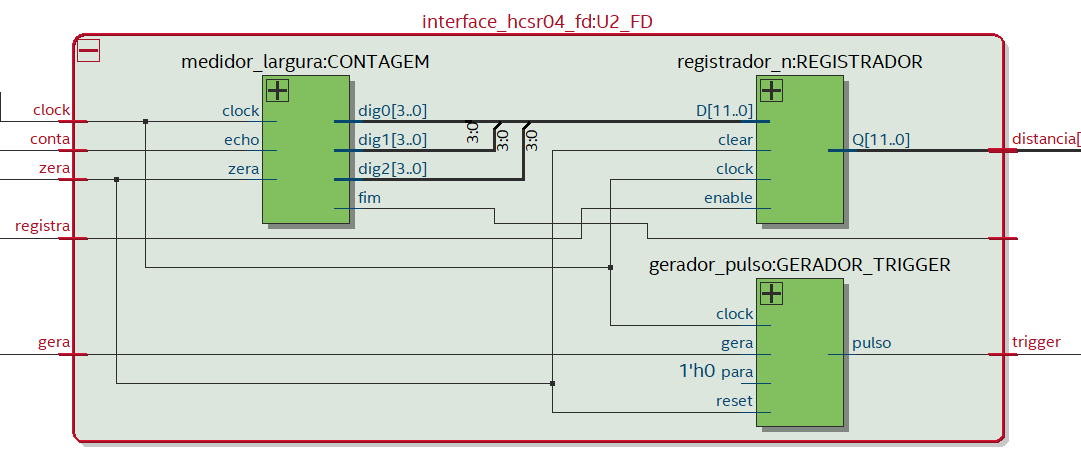 interface_hcsr04_fd:U2_FD
medidor_largura:CONTAGEM
registrador_n:REGISTRADOR
clock
clock
dig0[3..0]
3:0
D[11..0]
conta
echo
dig1[3..0]
3:0
3:0
clear
Q[11..0]
distancia[
zera
zera
dig2[3..0]
clock
fim
enable
registra
gerador_pulso:GERADOR_TRIGGER
clock
gera
gera
pulso
trigger
1'h0 para
reset